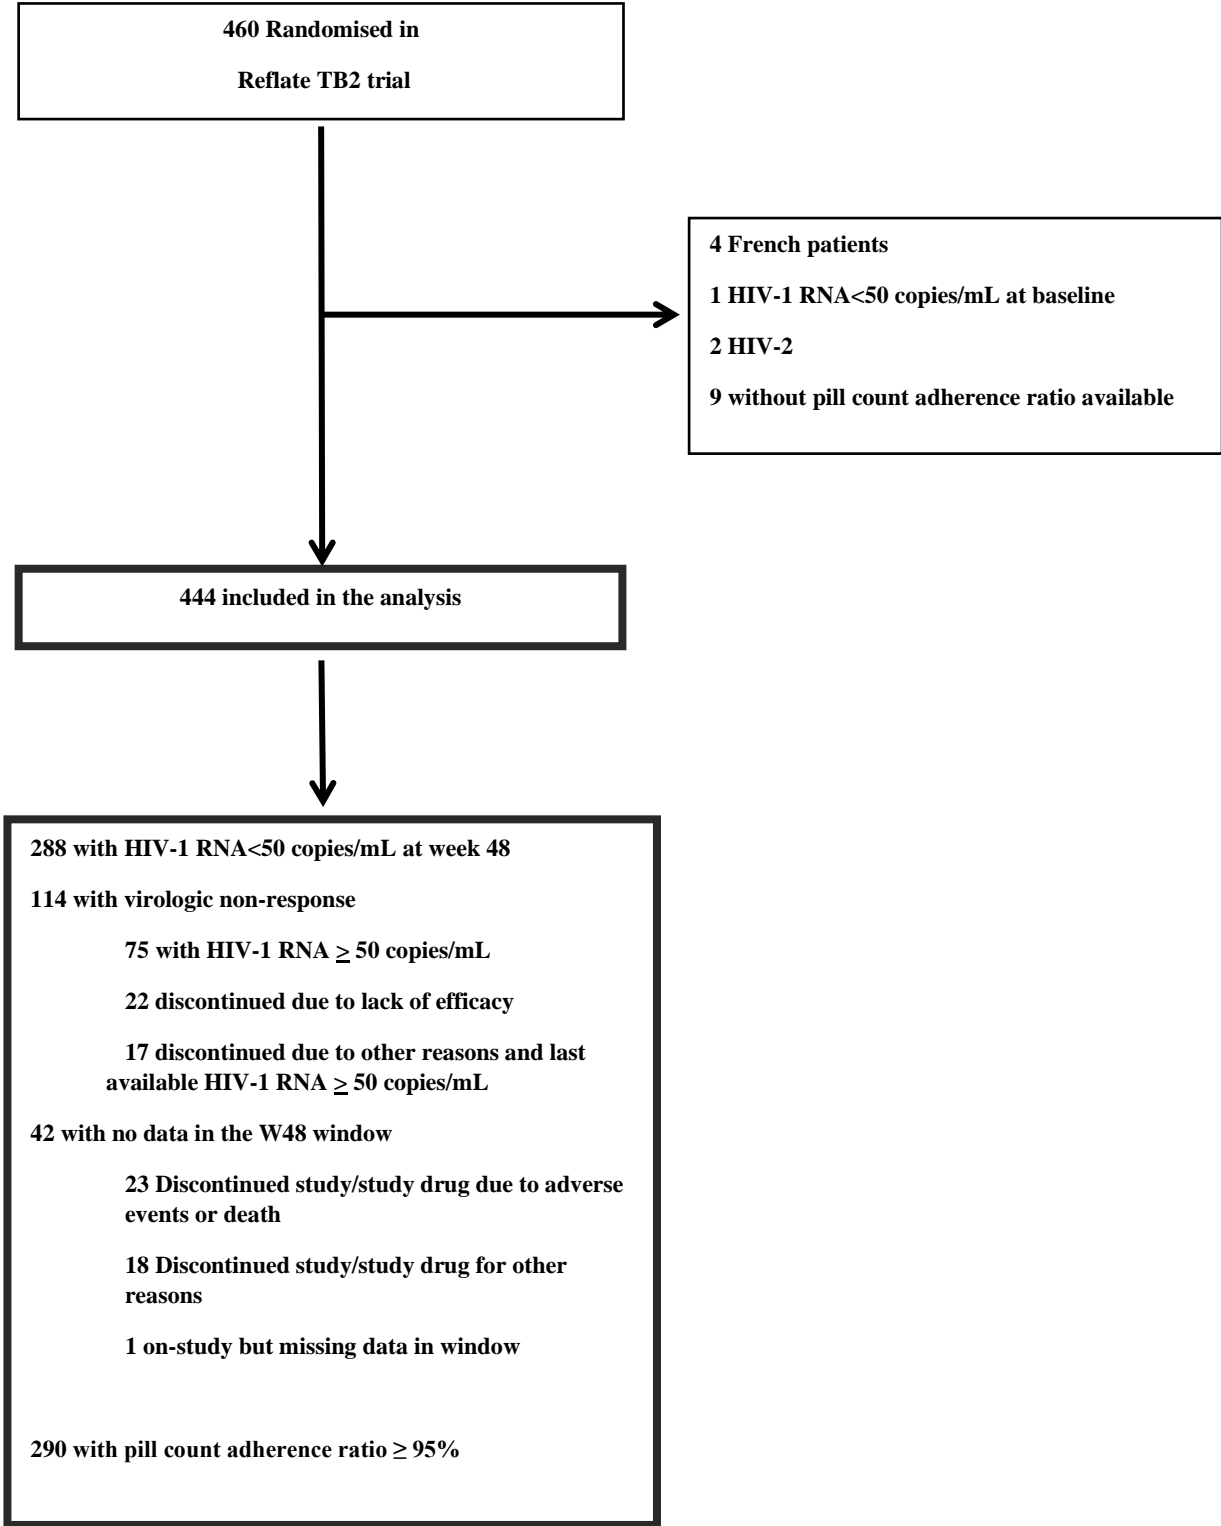 460 Randomised in
Reflate TB2 trial
4 French patients
1 HIV-1 RNA<50 copies/mL at baseline
2 HIV-2
9 without pill count adherence ratio available
444 included in the analysis
288 with HIV-1 RNA<50 copies/mL at week 48
114 with virologic non-response
75 with HIV-1 RNA ≥ 50 copies/mL
22 discontinued due to lack of efficacy
17 discontinued due to other reasons and last
available HIV-1 RNA ≥ 50 copies/mL
42 with no data in the W48 window
23 Discontinued study/study drug due to adverse
events or death
18 Discontinued study/study drug for other
reasons
1 on-study but missing data in window
290 with pill count adherence ratio ≥ 95%